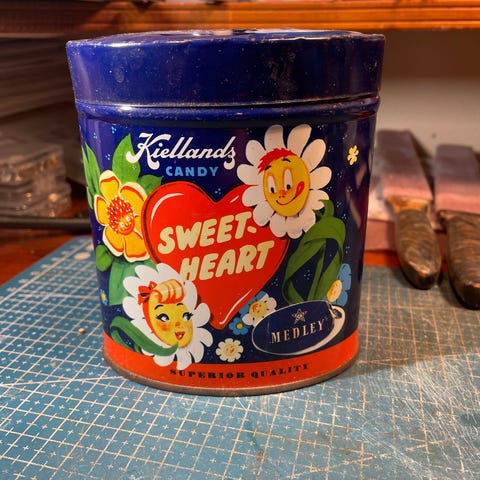 Kiellands
CANDY
SWEET-
HEART
MEDLEY
SUPERIOR QUALITY